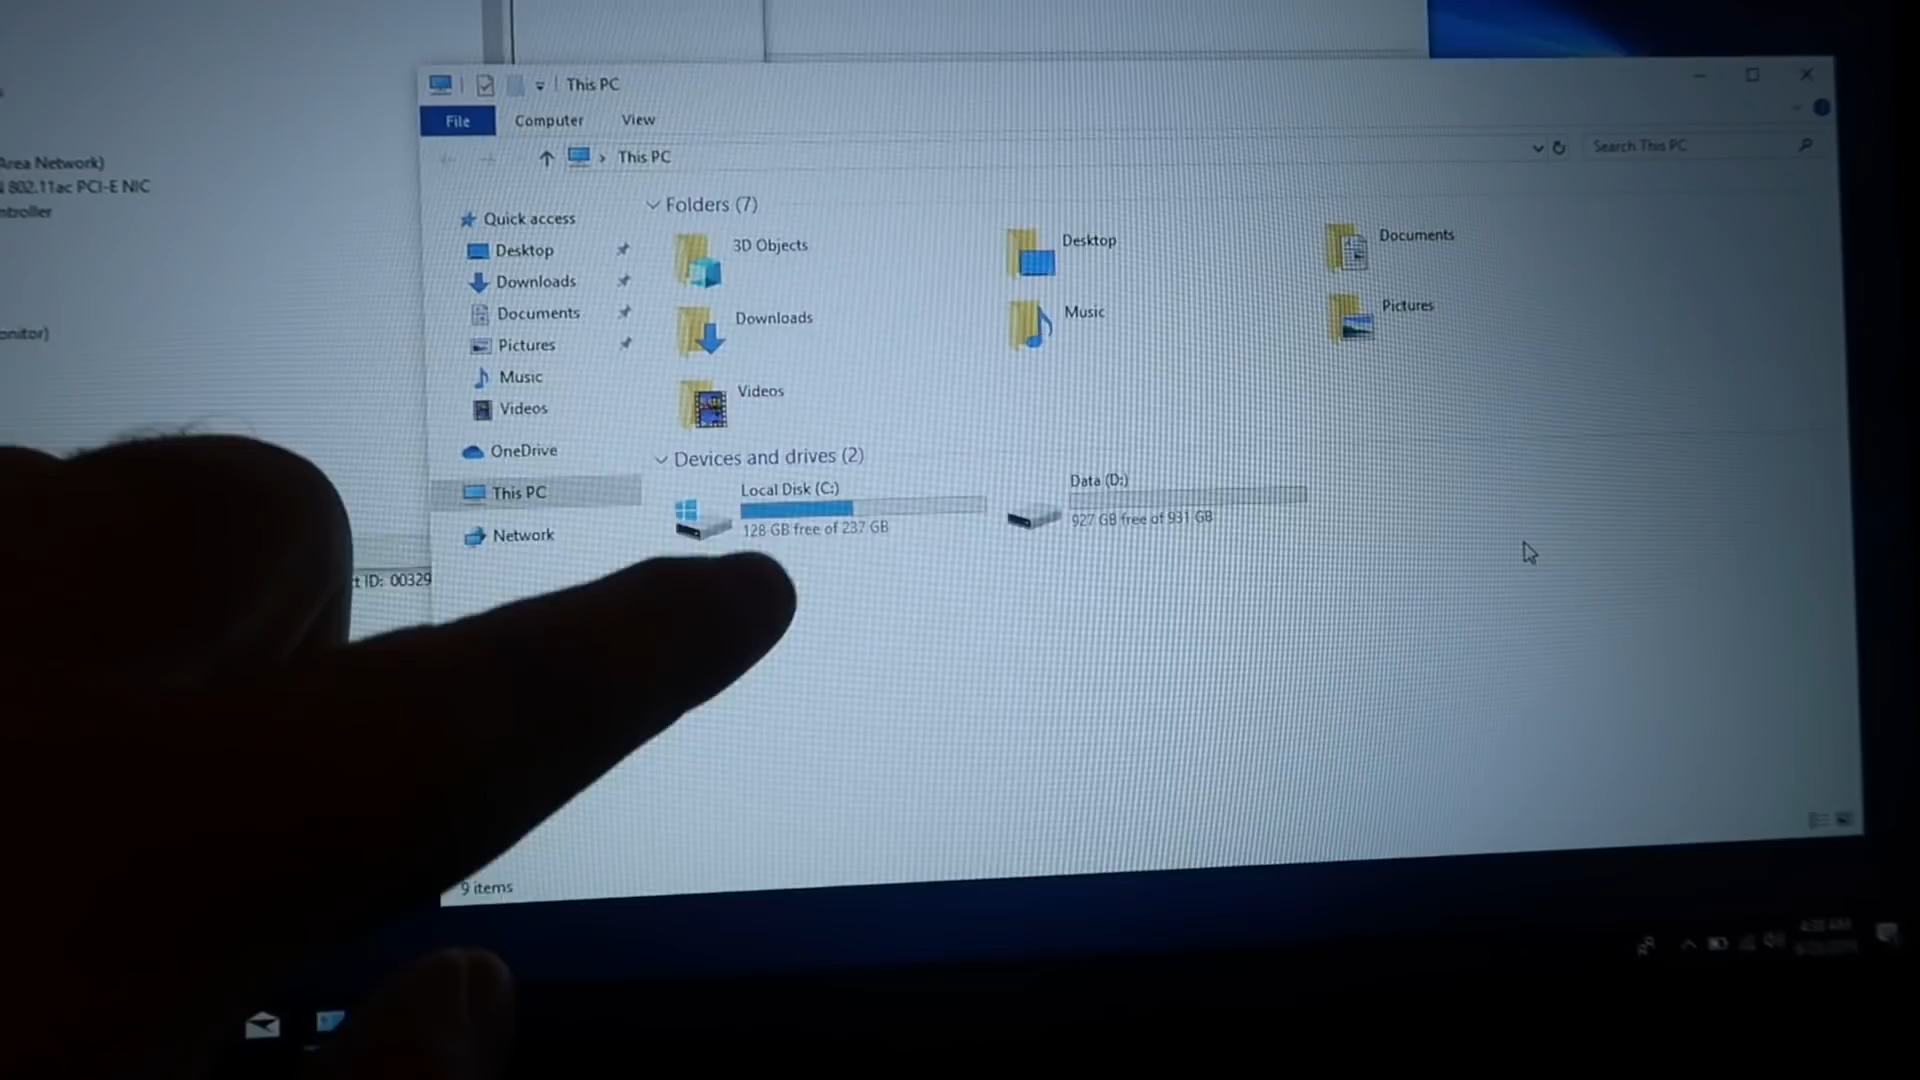 This PC
File
Computer
View
This PC
Search This PC
Area Network)
802.11ac PCI-E NIC
ntroller
onitor)
t ID: 00329
Quick access
Desktop
Downloads
Documents
Pictures
Music
Videos
OneDrive
This PC
Network
Folders (7)
3D Objects
Desktop
Documents
Downloads
Music
Pictures
Videos
Devices and drives (2)
Local Disk (C:)
128 GB free of 237 GB
Data (D:)
927 GB free of 931 GB
9 items